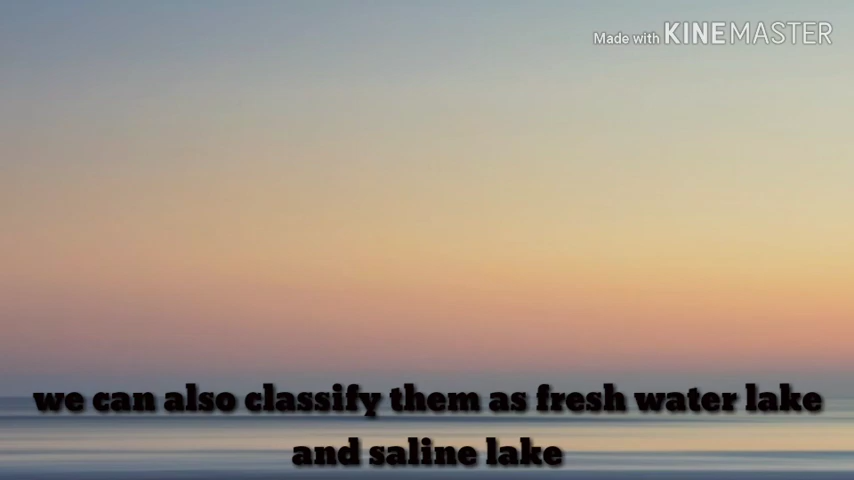 Made with KINEMASTER
we can also classify them as fresh water lake
and saline lake